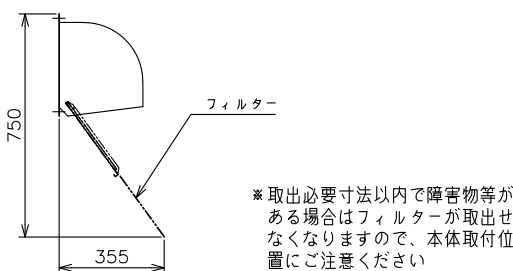 フィルター
750
355
※取出必要寸法以内で障害物等が
ある場合はフィルターが取出せ
なくなりますので、本体取付位
置にご注意ください